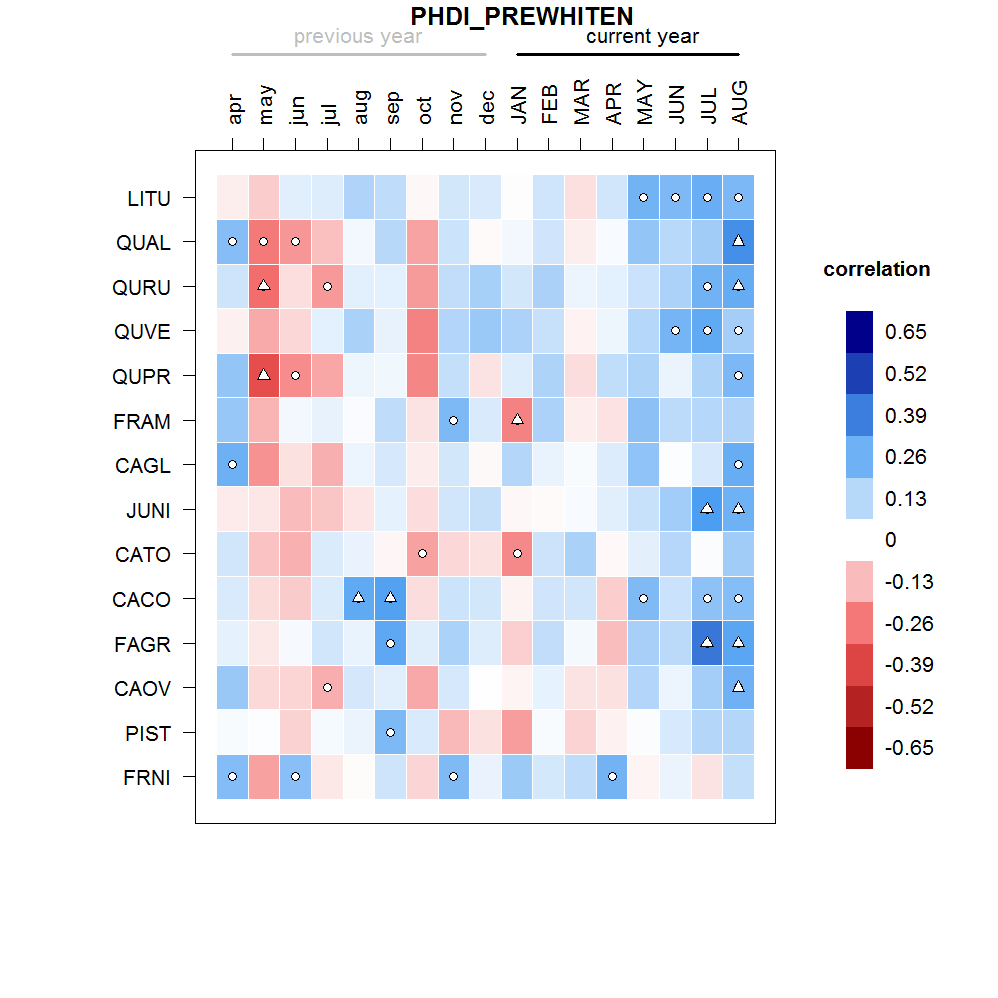 PHDI_PREWHITEN
previous year current year
apr may jun jul aug sep oct nov dec JAN FEB MAR APR MAY JUN JUL AUG
LITU
QUAL
QURU
QUVE
QUPR
FRAM
CAGL
JUNI
CATO
CACO
FAGR
CAOV
PIST
FRNI
correlation
0.65
0.52
0.39
0.26
0.13
0
-0.13
-0.26
-0.39
-0.52
-0.65